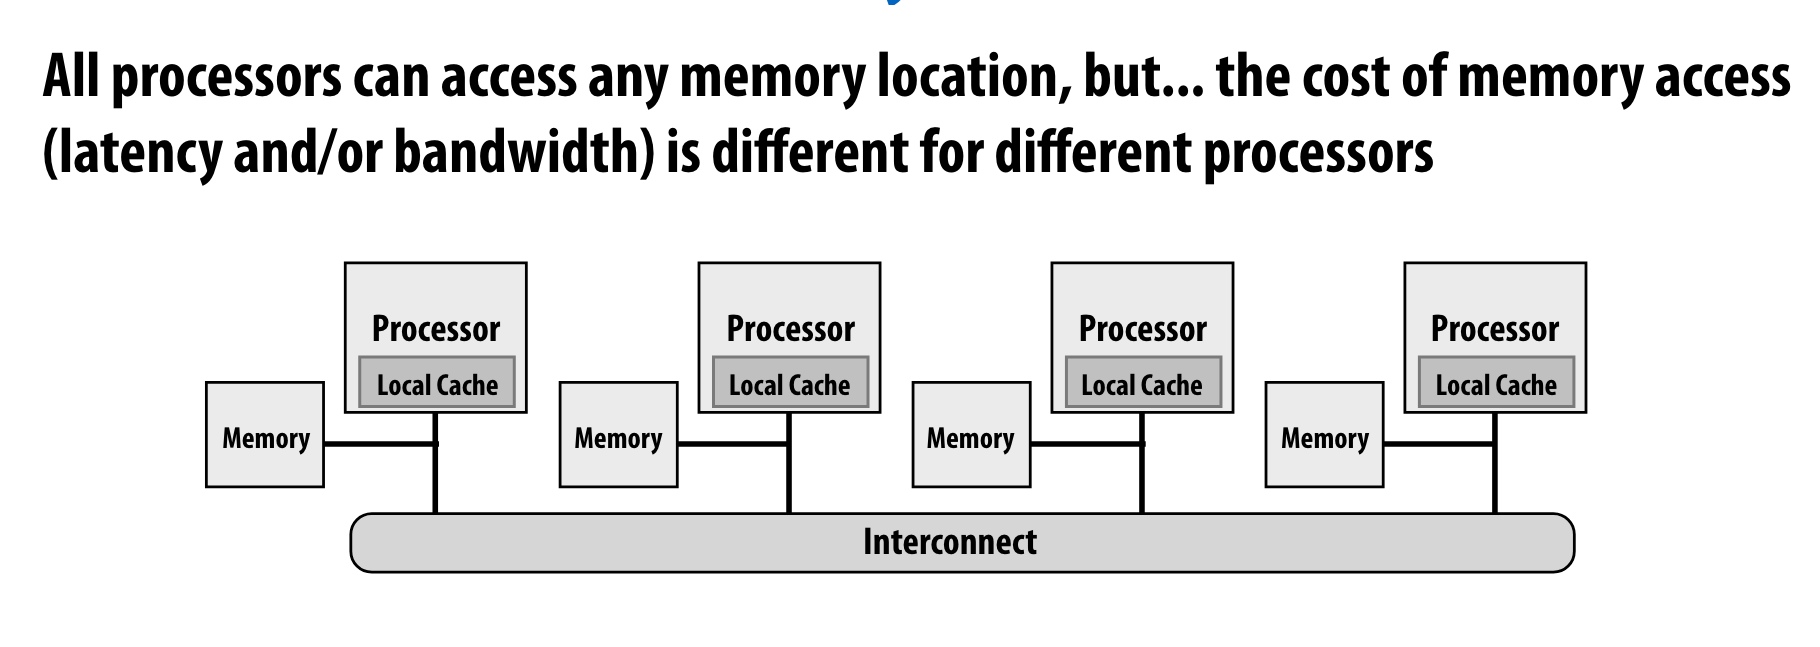 All processors can access any memory location, but... the cost of memory access
(latency and/or bandwidth) is different for different processors
Processor Processor Processor Processor
Local Cache Local Cache Local Cache Local Cache
Memory Memory Memory Memory
Interconnect